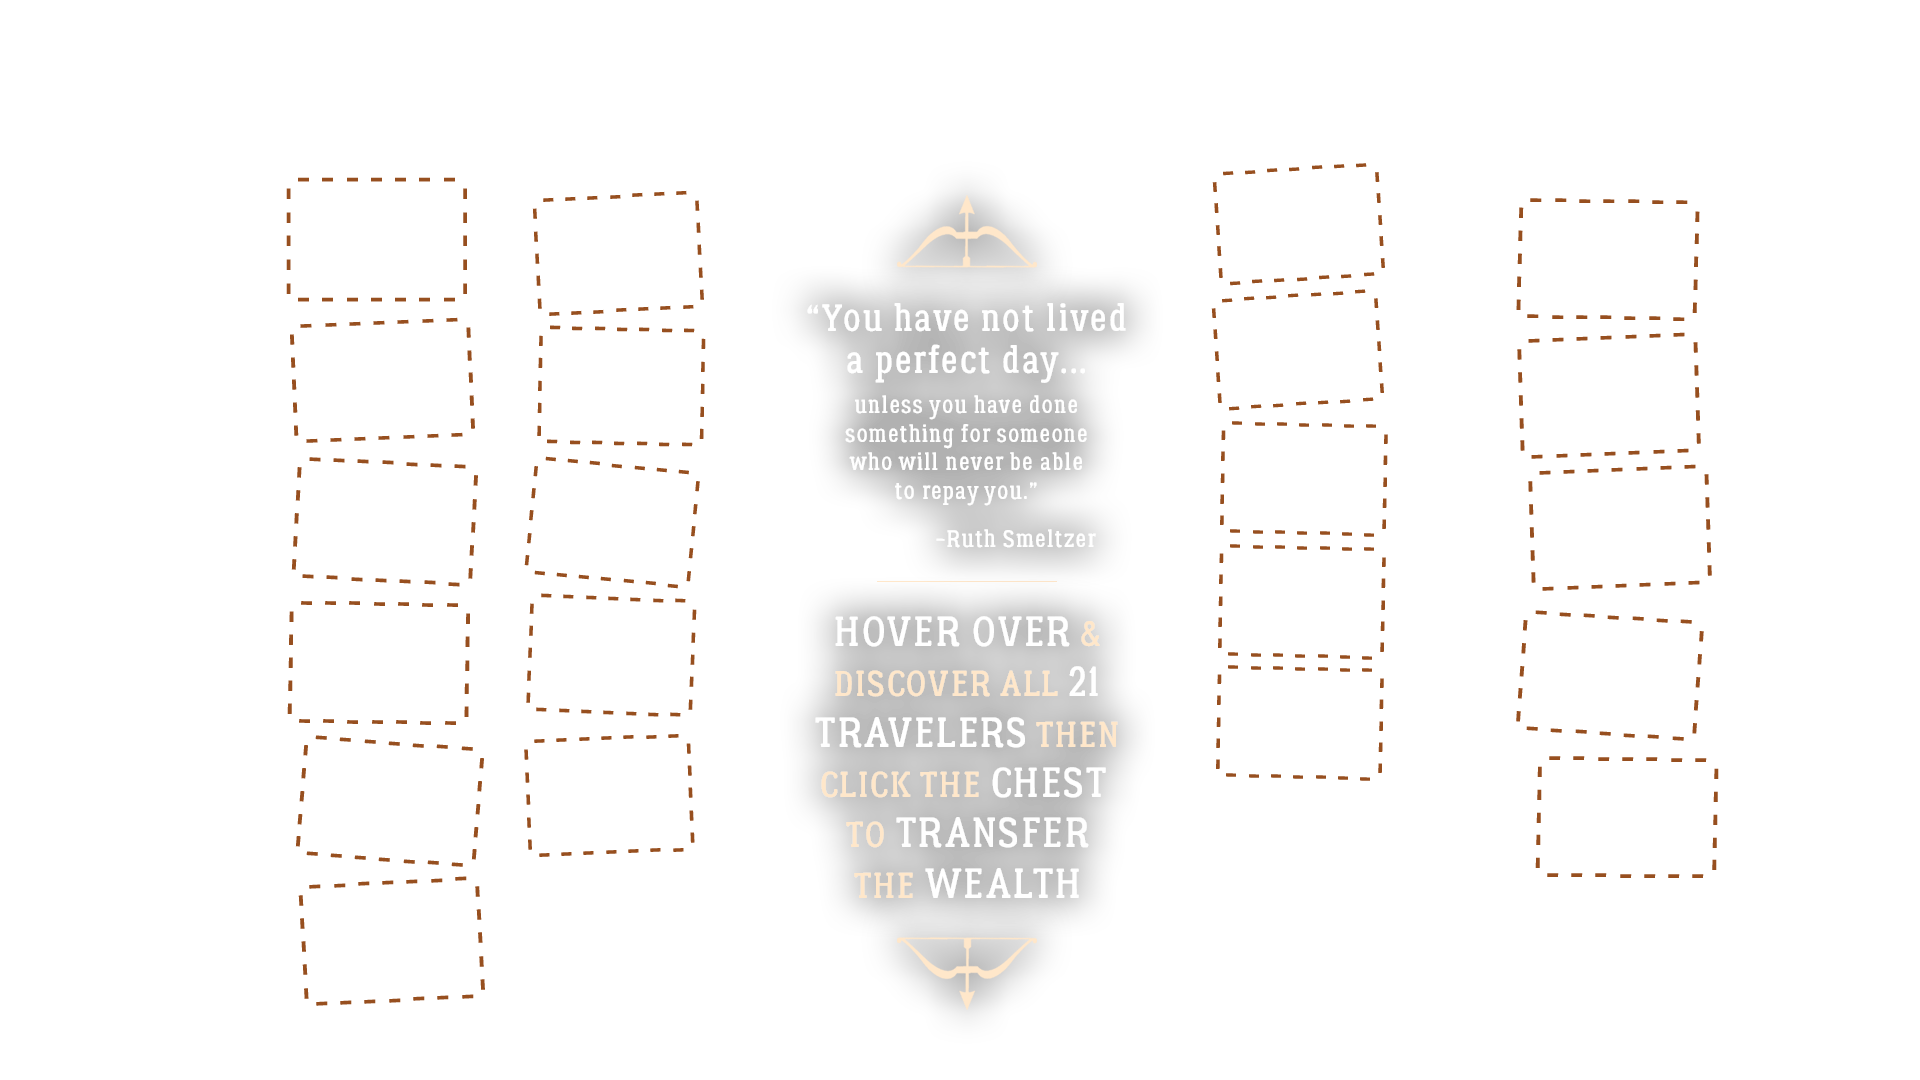 “You have not lived
a perfect day...
unless you have done
something for someone
who will never be able
to repay you.”
–Ruth Smeltzer
HOVER OVER &
DISCOVER ALL 21
TRAVELERS THEN
CLICK THE CHEST
TO TRANSFER
THE WEALTH